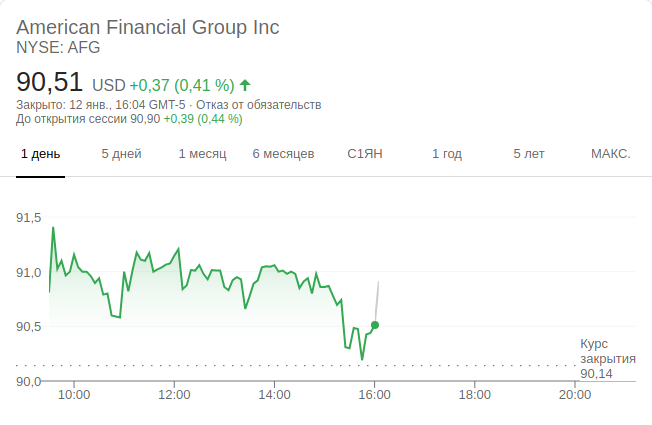 American Financial Group Inc
NYSE: AFG
90,51 USD +0,37 (0,41 %)
Закрыто: 12 янв., 16:04 GMT-5 · Отказ от обязательств
До открытия сессии 90,90 +0,39 (0,44 %)
1 день 5 дней 1 месяц 6 месяцев С1ЯН 1 год 5 лет МАКС.
91,5
91,0
90,5
Курс
закрытия
90,14
90,0
10:00 12:00 14:00 16:00 18:00 20:00